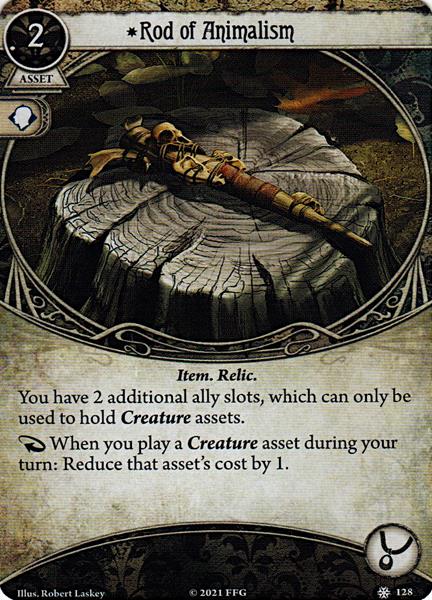 2
*Rod of Animalism
ASSET
Item. Relic.
You have 2 additional ally slots, which can only be
used to hold Creature assets.
When you play a Creature asset during your
turn: Reduce that asset's cost by 1.
Illus. Robert Laskey
© 2021 FFG
128